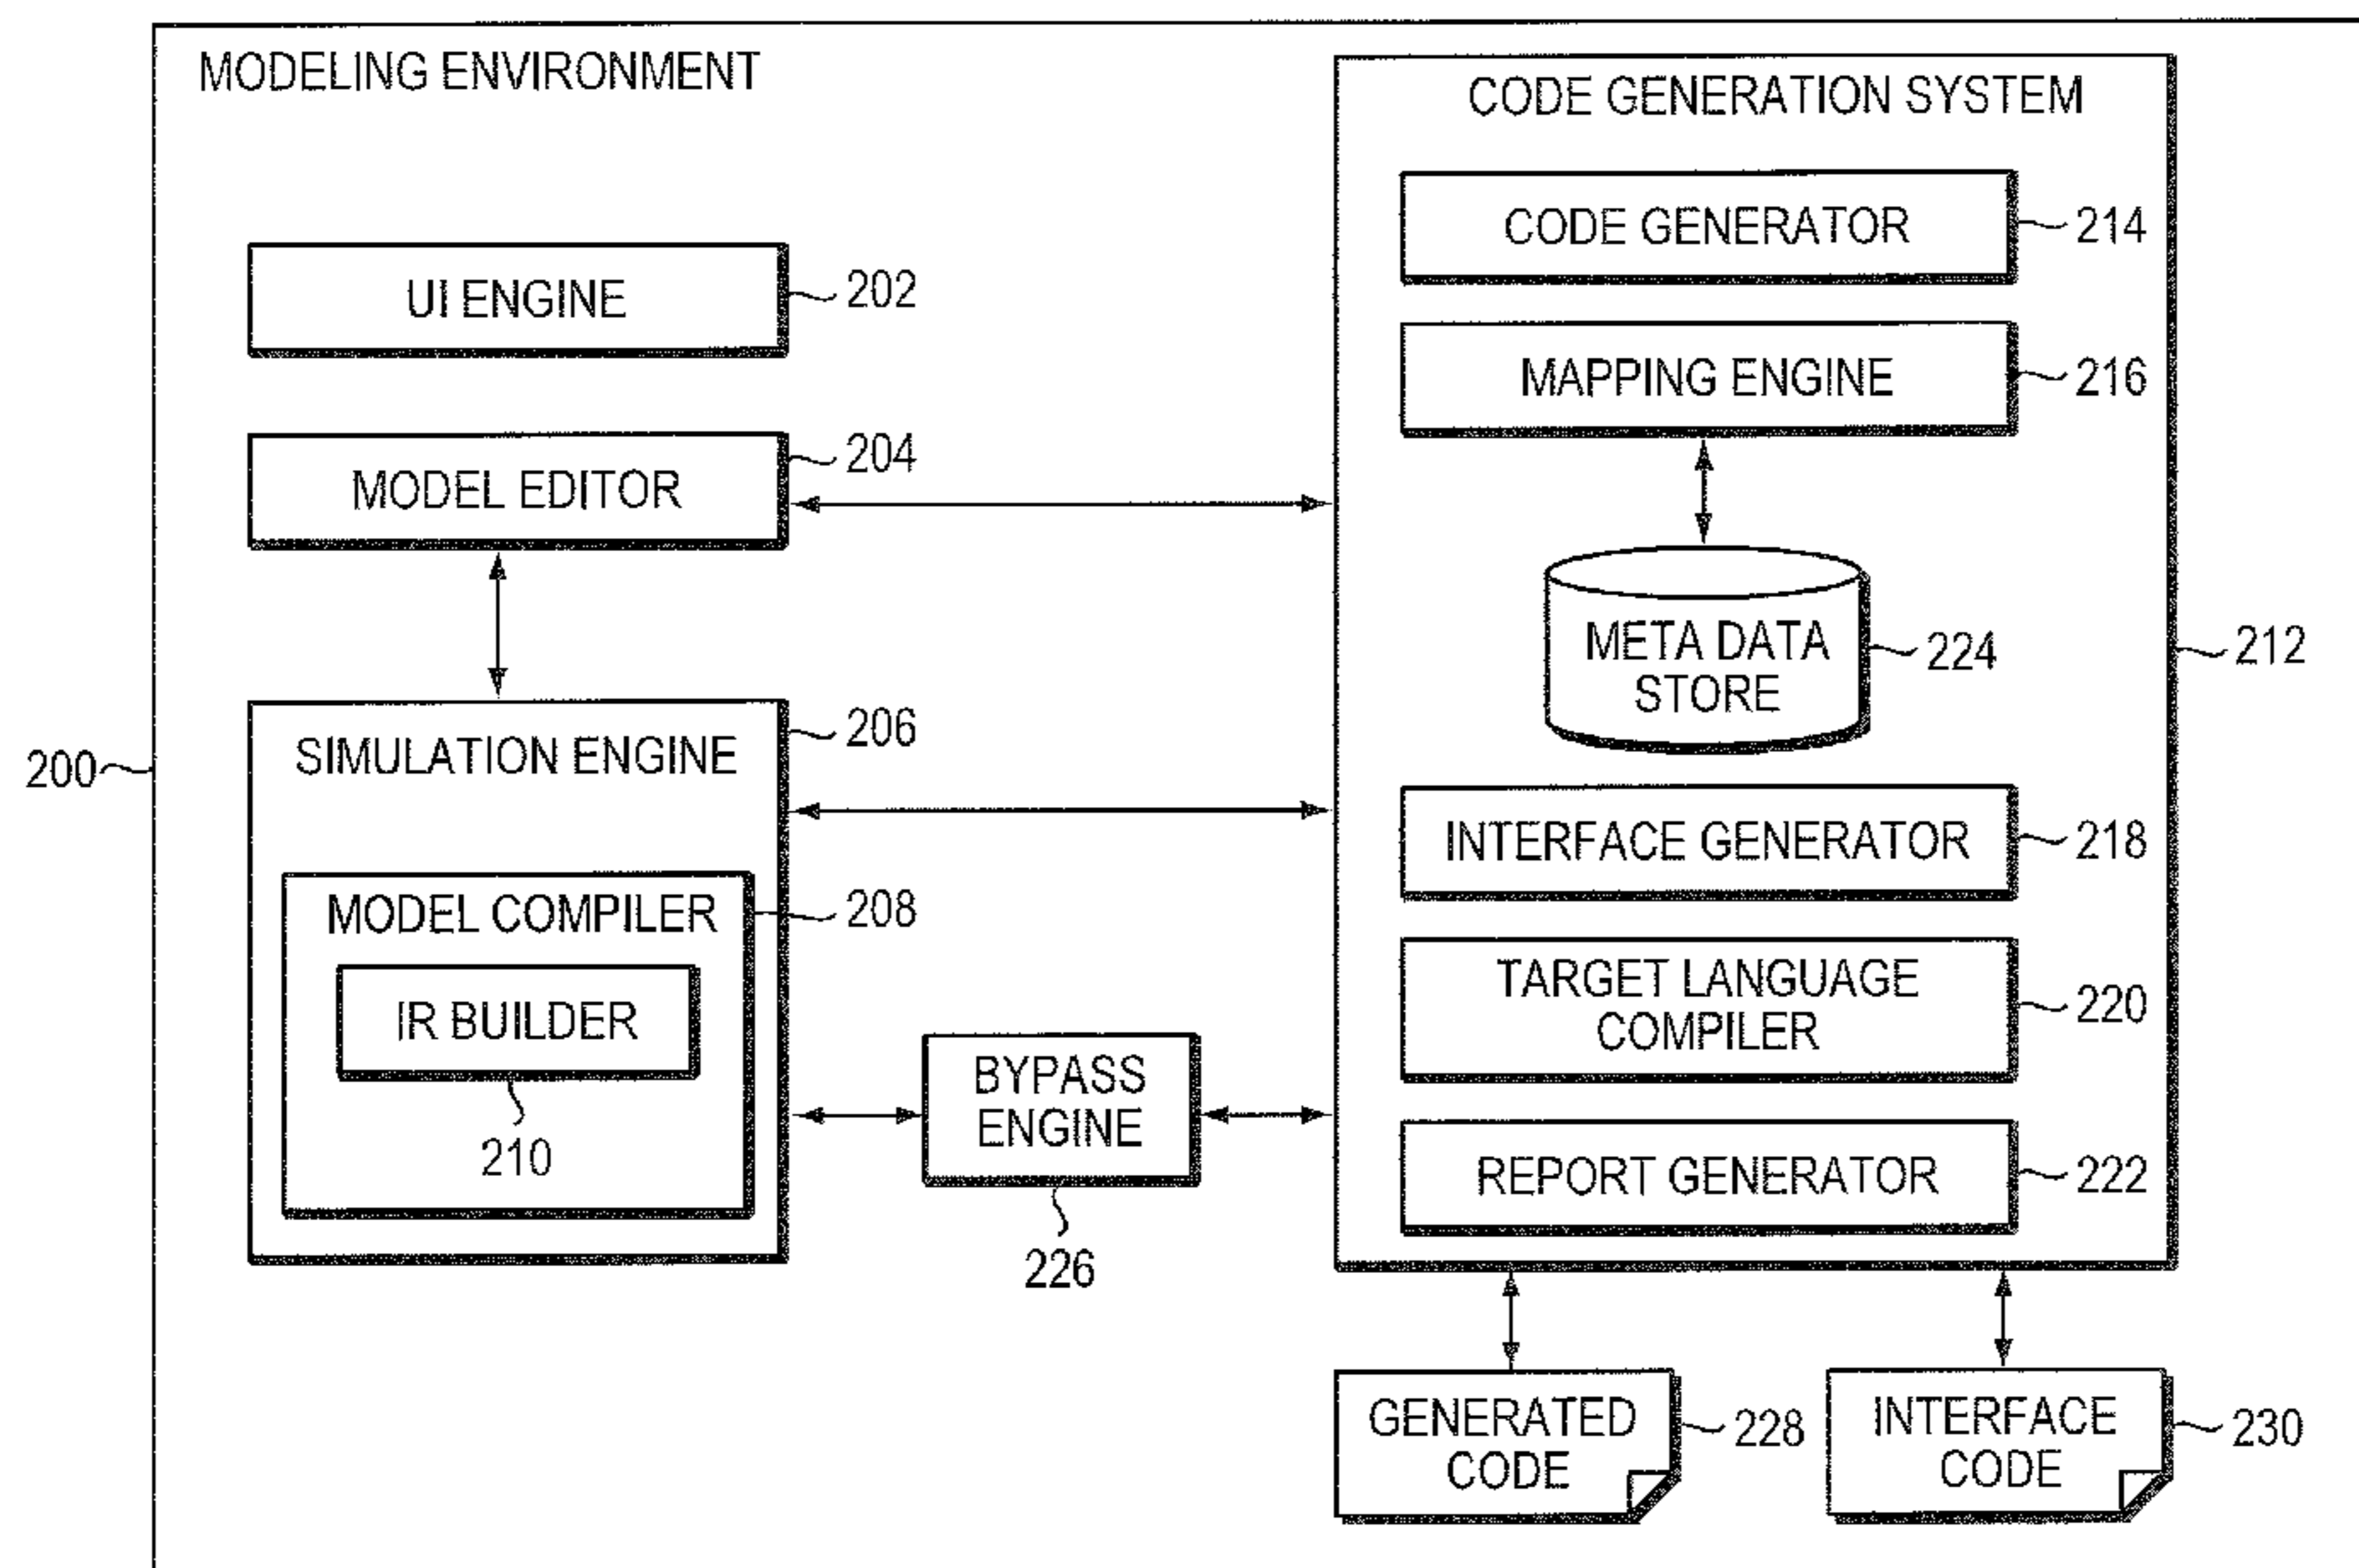 MODELING ENVIRONMENT
UI ENGINE
202
MODEL EDITOR
204
SIMULATION ENGINE
206
200
MODEL COMPILER
208
IR BUILDER
210
BYPASS
ENGINE
226
CODE GENERATION SYSTEM
CODE GENERATOR
214
MAPPING ENGINE
216
META DATA
STORE
224
212
INTERFACE GENERATOR
218
TARGET LANGUAGE
COMPILER
220
REPORT GENERATOR
222
GENERATED
CODE
228
INTERFACE
CODE
230